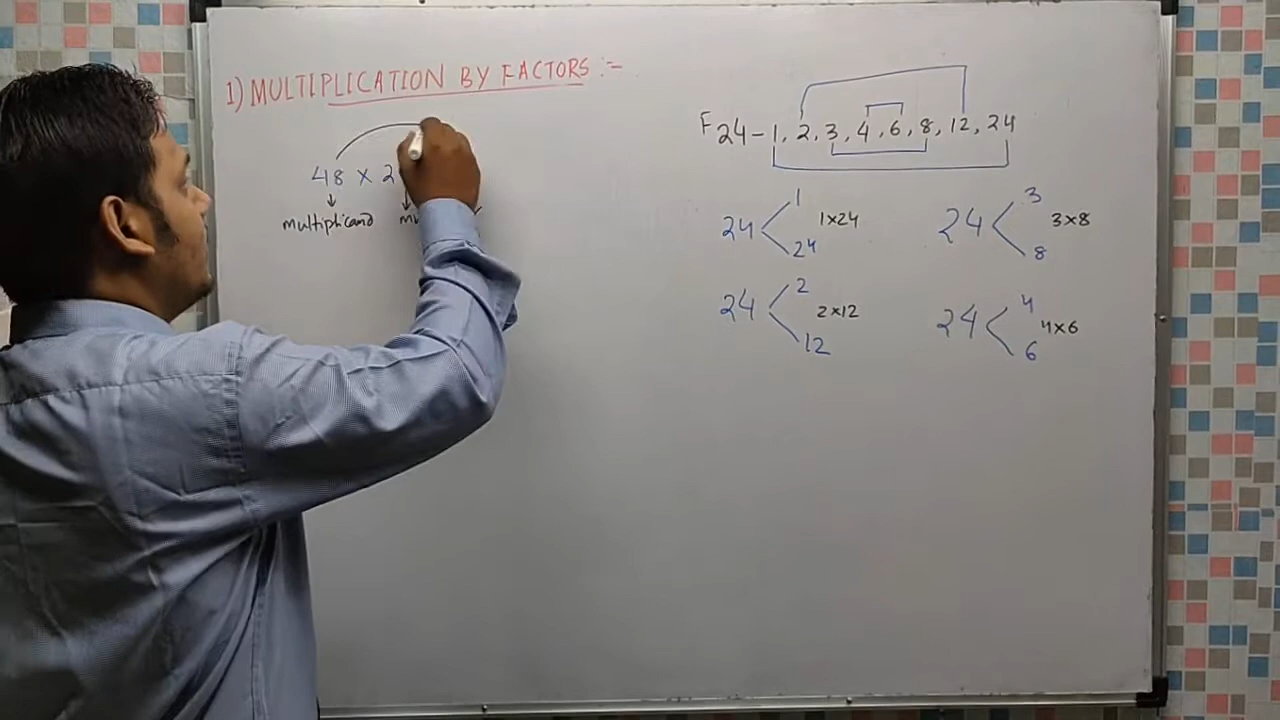 1) MULTIPLICATION BY FACTORS :-
48 x 2
multiplicand
F24 - 1, 2, 3, 4, 6, 8, 12, 24
24 1 24 1x24
24 3 8 3x8
24 2 12 2x12
24 4 6 4x6